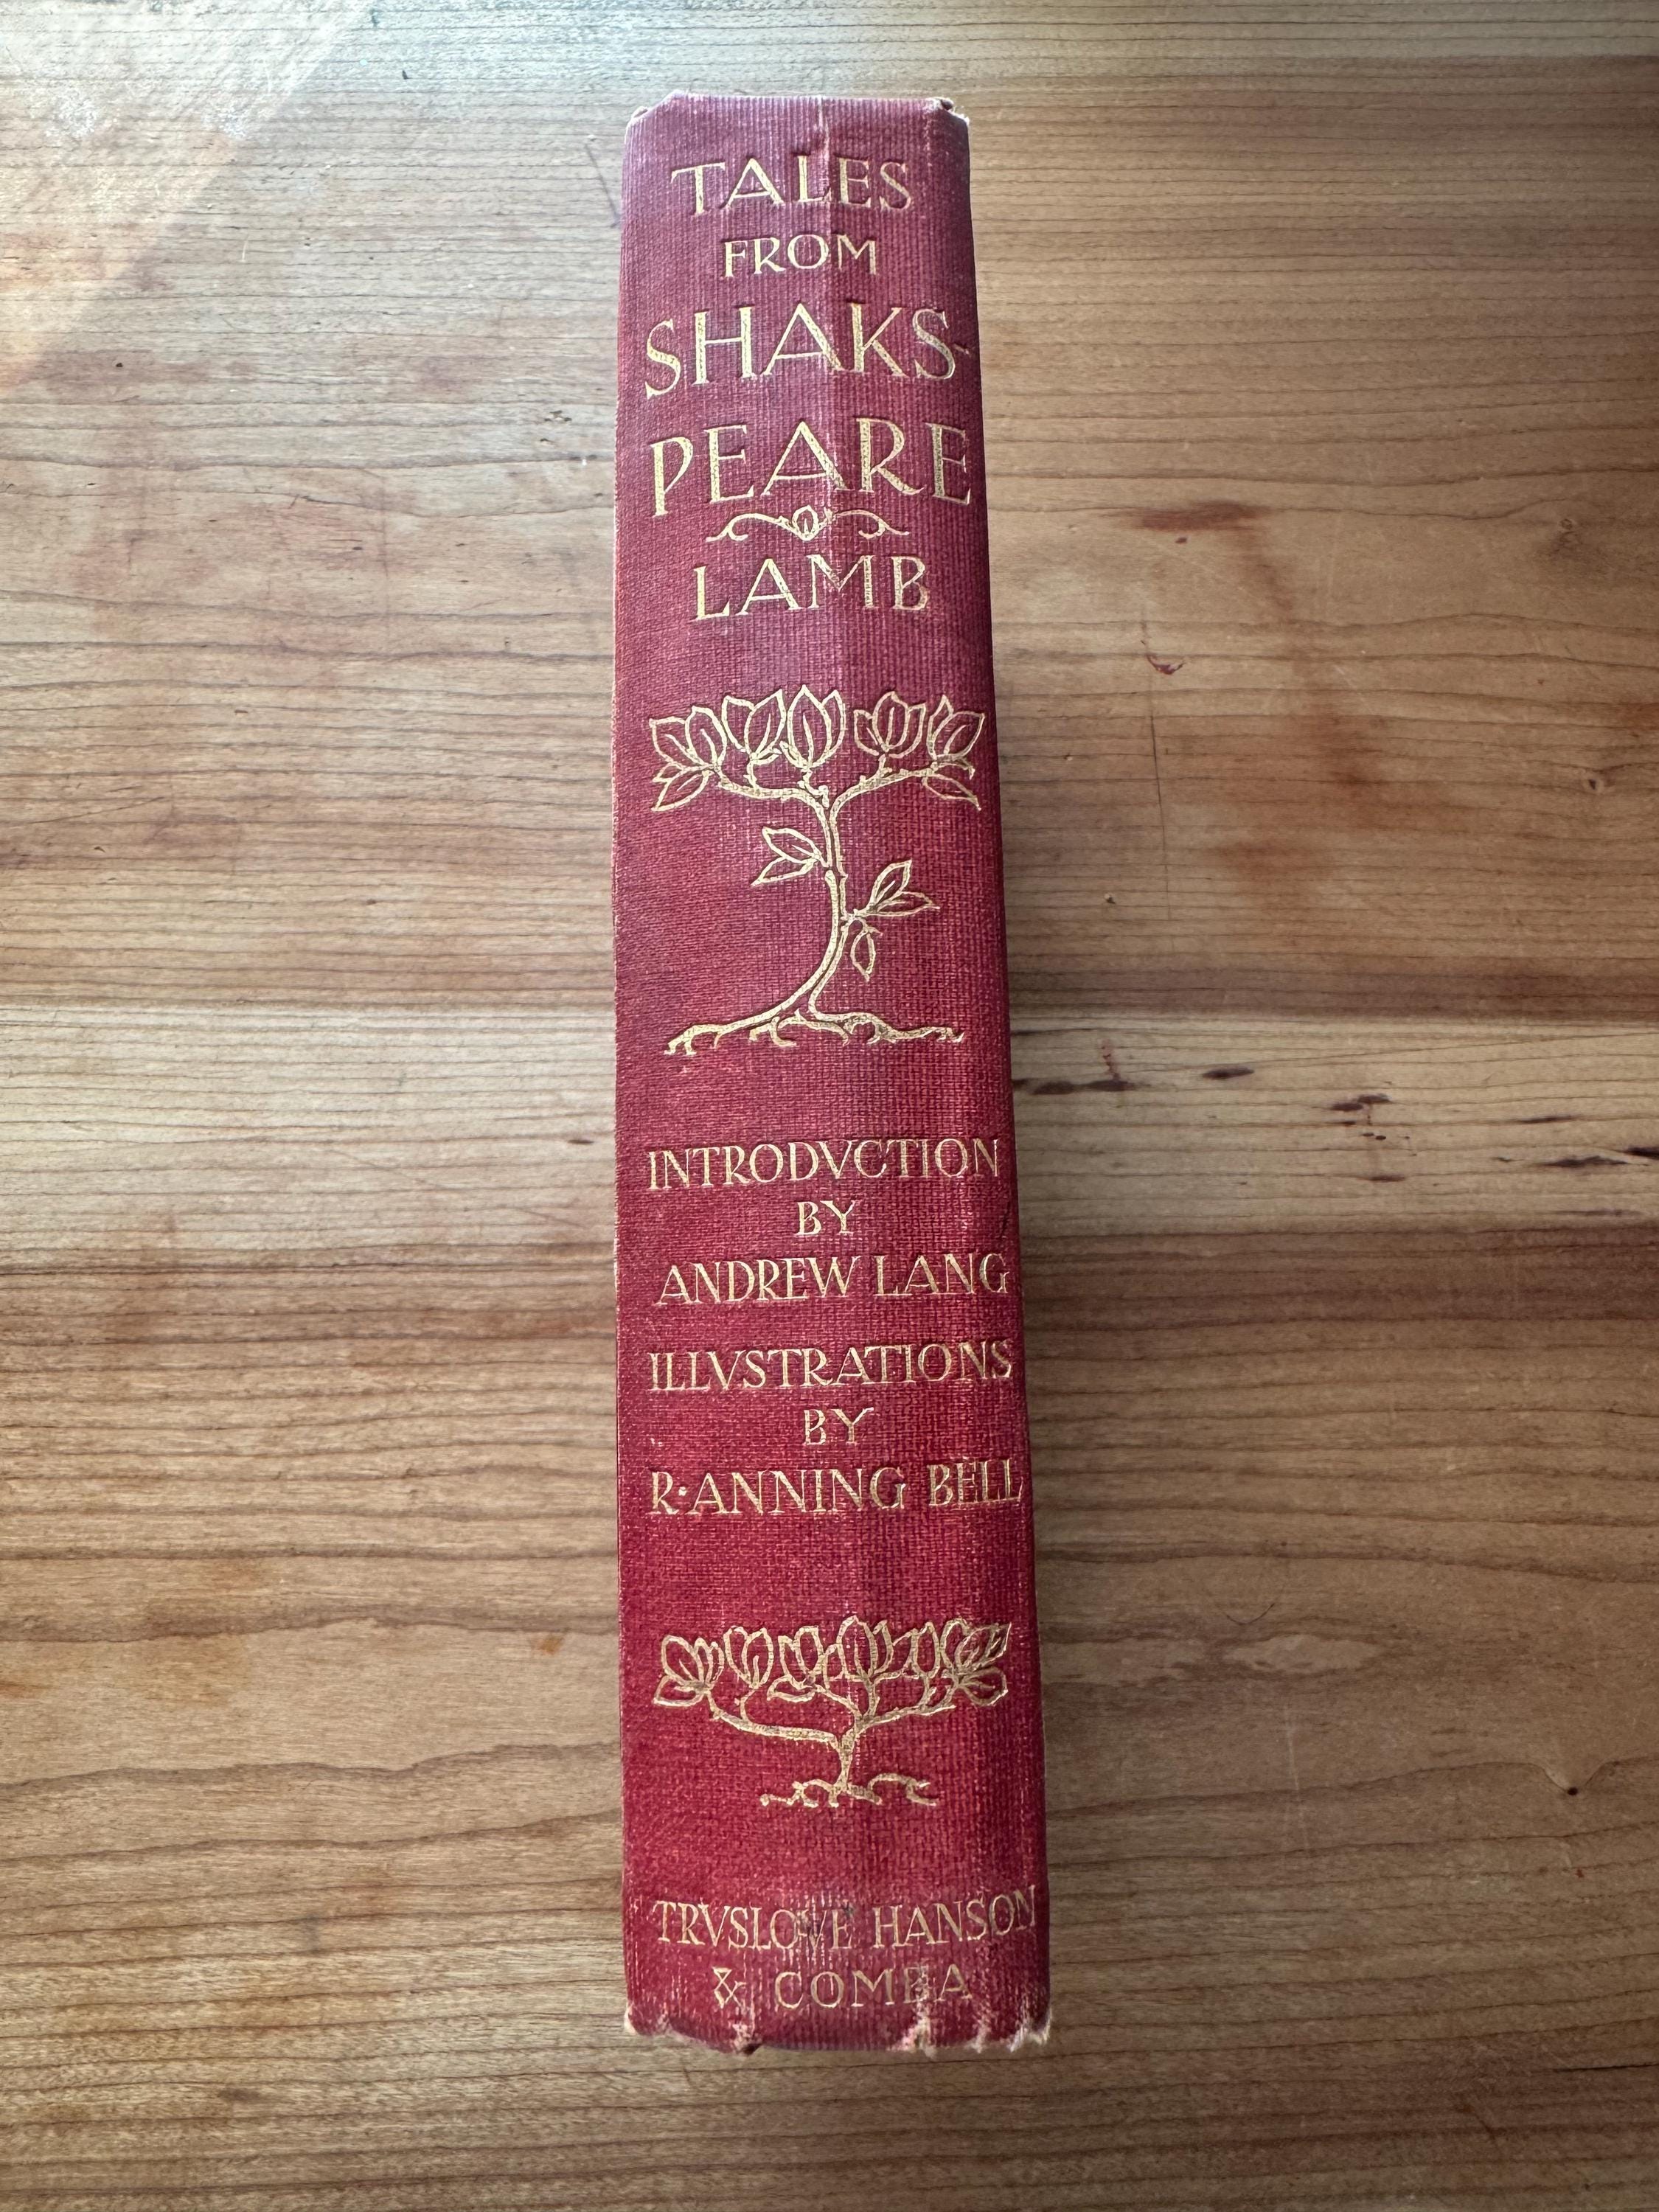 TALES
FROM
SHAKS-
PEARE
LAMB
INTRODVCTION
BY
ANDREW LANG
ILLVSTRATIONS
BY
R·ANNING BELL
TRVSLOVE HANSON
& COMBA